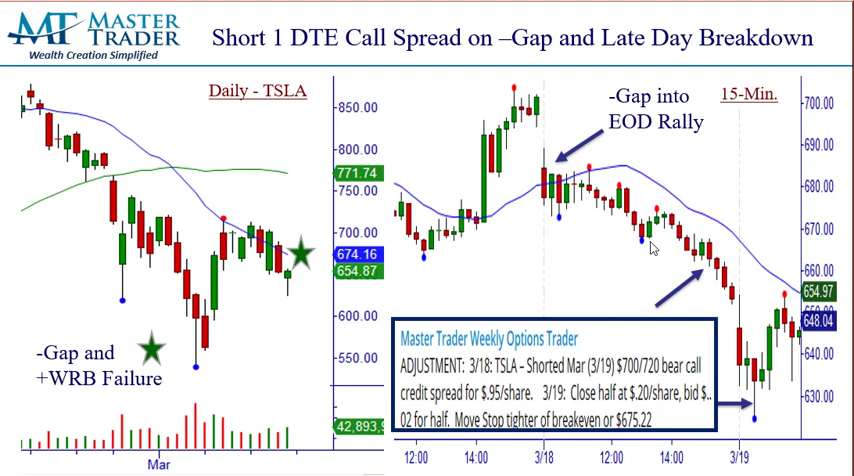 MT MASTER TRADER
Wealth Creation Simplified
Short 1 DTE Call Spread on –Gap and Late Day Breakdown
Daily - TSLA
850.00
800.00
771.74
750.00
700.00
674.16
654.87
600.00
550.00
42,893,9
-Gap and
+WRB Failure
Mar
-Gap into
EOD Rally
15-Min.
700.00
690.00
680.00
670.00
660.00
654.97
648.04
640.00
630.00
Master Trader Weekly Options Trader
ADJUSTMENT: 3/18: TSLA – Shorted Mar (3/19) $700/720 bear call
credit spread for $.95/share. 3/19: Close half at $.20/share, bid $..
02 for half. Move Stop tighter of breakeven or $675.22
12:00 14:00 3/18 12:00 14:00 3/19